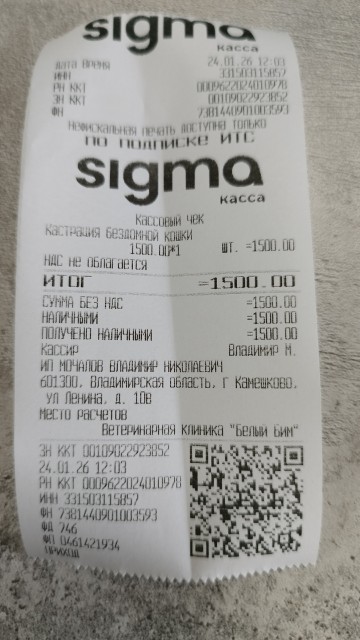 sigma
касса
Дата Время 24.01.26 12:03
ИНН 331503115857
РН ККТ 0009622024010978
ЗН ККТ 00109022923852
ФН 7381440901003593
Нефискальная печать доступна только
по подписке ИТС
sigma
касса
Кассовый чек
Кастрация бездомной кошки
1500.00*1 шт. =1500.00
НДС не облагается
ИТОГ =1500.00
СУММА БЕЗ НДС =1500.00
НАЛИЧНЫМИ =1500.00
ПОЛУЧЕНО НАЛИЧНЫМИ =1500.00
Кассир Владимир М.
ИП МОЧАЛОВ ВЛАДИМИР НИКОЛАЕВИЧ
601300, Владимирская область, г Камешково,
ул Ленина, д. 10в
Место расчетов
Ветеринарная клиника "Белый Бим"
ЗН ККТ 00109022923852
24.01.26 12:03
РН ККТ 0009622024010978
ИНН 331503115857
ФН 7381440901003593
ФД 746
ФП 0461421934
ПРИХОД